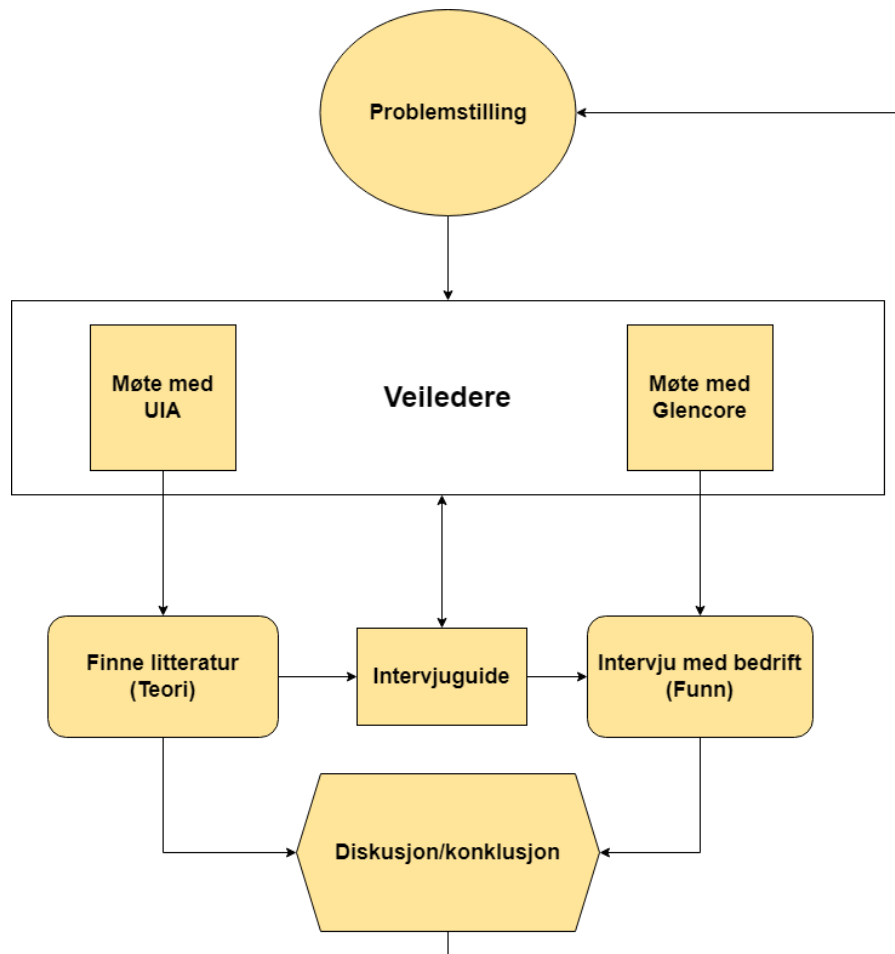 Problemstilling
Møte med
UIA
Veiledere
Møte med
Glencore
Finne litteratur
(Teori)
Intervjuguide
Intervju med bedrift
(Funn)
Diskusjon/konklusjon